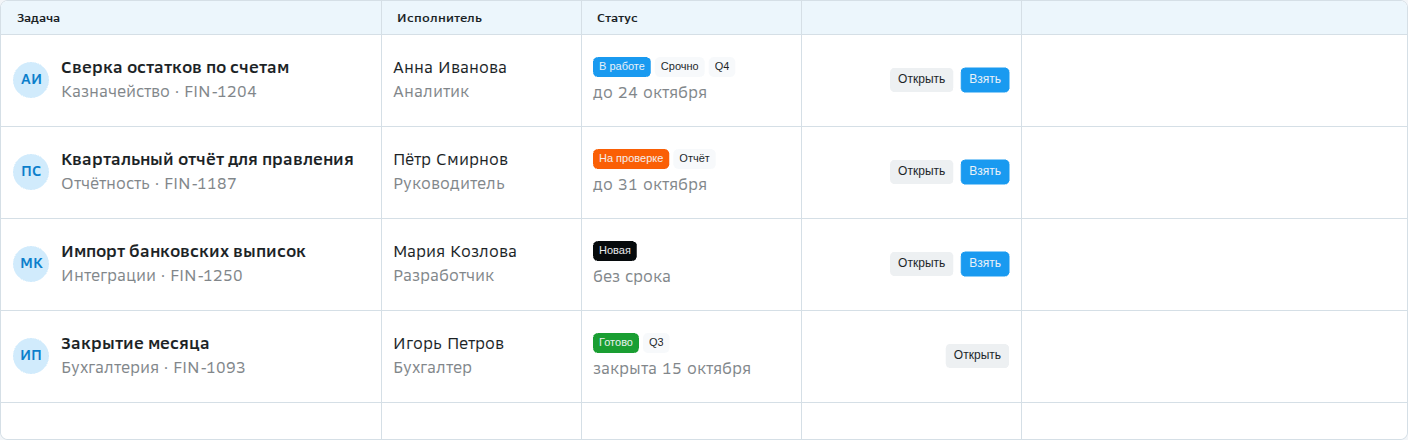 Задача Исполнитель Статус
АИ Сверка остатков по счетам Анна Иванова В работе Срочно Q4 Открыть Взять
Казначейство · FIN-1204 Аналитик до 24 октября
ПС Квартальный отчёт для правления Пётр Смирнов На проверке Отчёт Открыть Взять
Отчётность · FIN-1187 Руководитель до 31 октября
МК Импорт банковских выписок Мария Козлова Новая Открыть Взять
Интеграции · FIN-1250 Разработчик без срока
ИП Закрытие месяца Игорь Петров Готово Q3 Открыть
Бухгалтерия · FIN-1093 Бухгалтер закрыта 15 октября